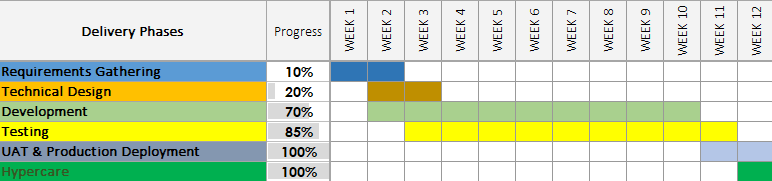 Delivery Phases Progress WEEK 1 WEEK 2 WEEK 3 WEEK 4 WEEK 5 WEEK 6 WEEK 7 WEEK 8 WEEK 9 WEEK 10 WEEK 11 WEEK 12
Requirements Gathering 10%
Technical Design 20%
Development 70%
Testing 85%
UAT & Production Deployment 100%
Hypercare 100%